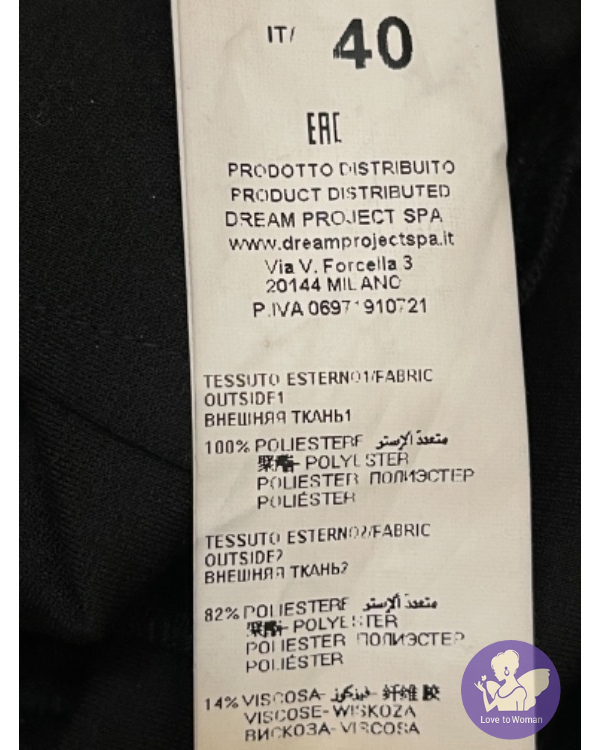 IT/ 40
EAC
PRODOTTO DISTRIBUITO
PRODUCT DISTRIBUTED
DREAM PROJECT SPA
www.dreamprojectspa.it
Via V. Forcella 3
20144 MILANO
P.IVA 06971910721
TESSUTO ESTERNO1/FABRIC
OUTSIDE1
ВНЕШНЯЯ ТКАНЬ1
100% POLIESTERE متعدد الإستر
聚酯- POLYESTER
POLIESTER ПОЛИЭСТЕР
POLIÉSTER
TESSUTO ESTERNO2/FABRIC
OUTSIDE2
ВНЕШНЯЯ ТКАНЬ2
82% POLIESTERE متعدد الإستر
聚酯- POLYESTER
POLIESTER ПОЛИЭСТЕР
POLIÉSTER
14% VISCOSA- فيسكوز- 纤维 胶
VISCOSE- WISKOZA
ВИСКОЗА- VISCOSA
Love to Woman